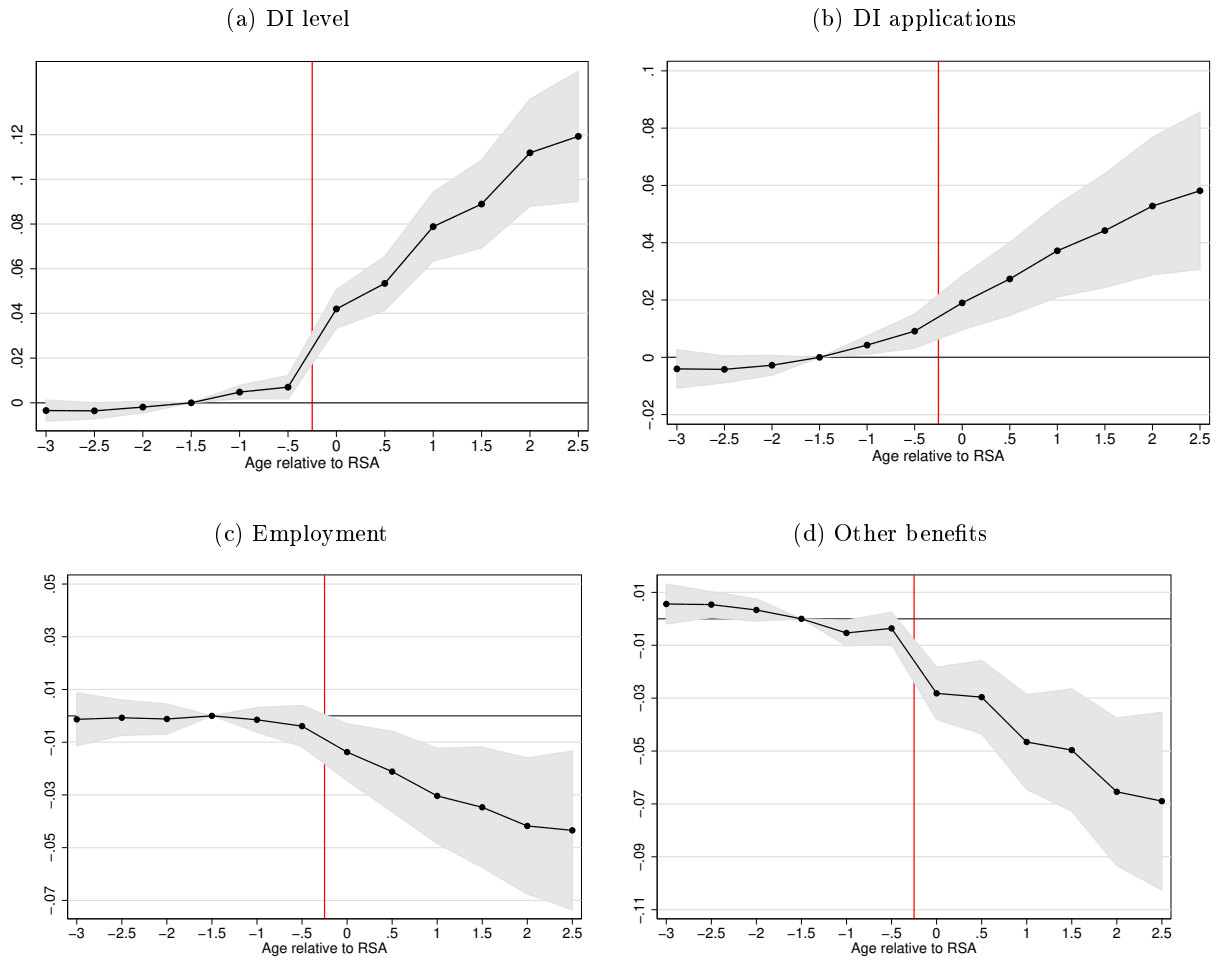 (a) DI level
.12
.1
.08
.06
.04
.02
0
−3 −2.5 −2 −1.5 −1 −.5 0 .5 1 1.5 2 2.5
Age relative to RSA
(b) DI applications
.1
.08
.06
.04
.02
0
−.02
−3 −2.5 −2 −1.5 −1 −.5 0 .5 1 1.5 2 2.5
Age relative to RSA
(c) Employment
.05
.03
.01
−.01
−.03
−.05
−.07
−3 −2.5 −2 −1.5 −1 −.5 0 .5 1 1.5 2 2.5
Age relative to RSA
(d) Other benefits
.01
−.01
−.03
−.05
−.07
−.09
−.11
−3 −2.5 −2 −1.5 −1 −.5 0 .5 1 1.5 2 2.5
Age relative to RSA